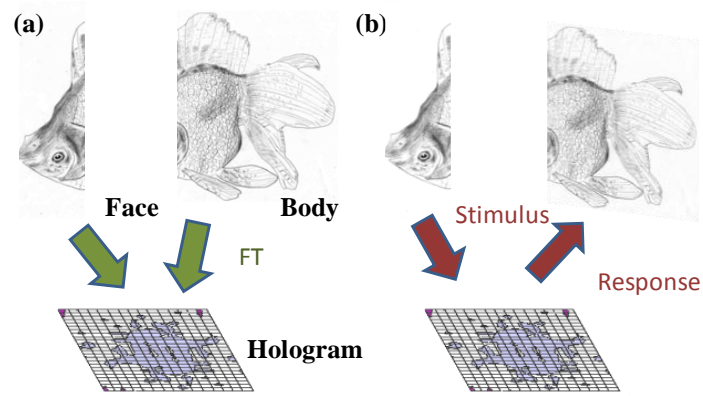 (a)
(b)
Face
Body
Stimulus
FT
Response
Hologram